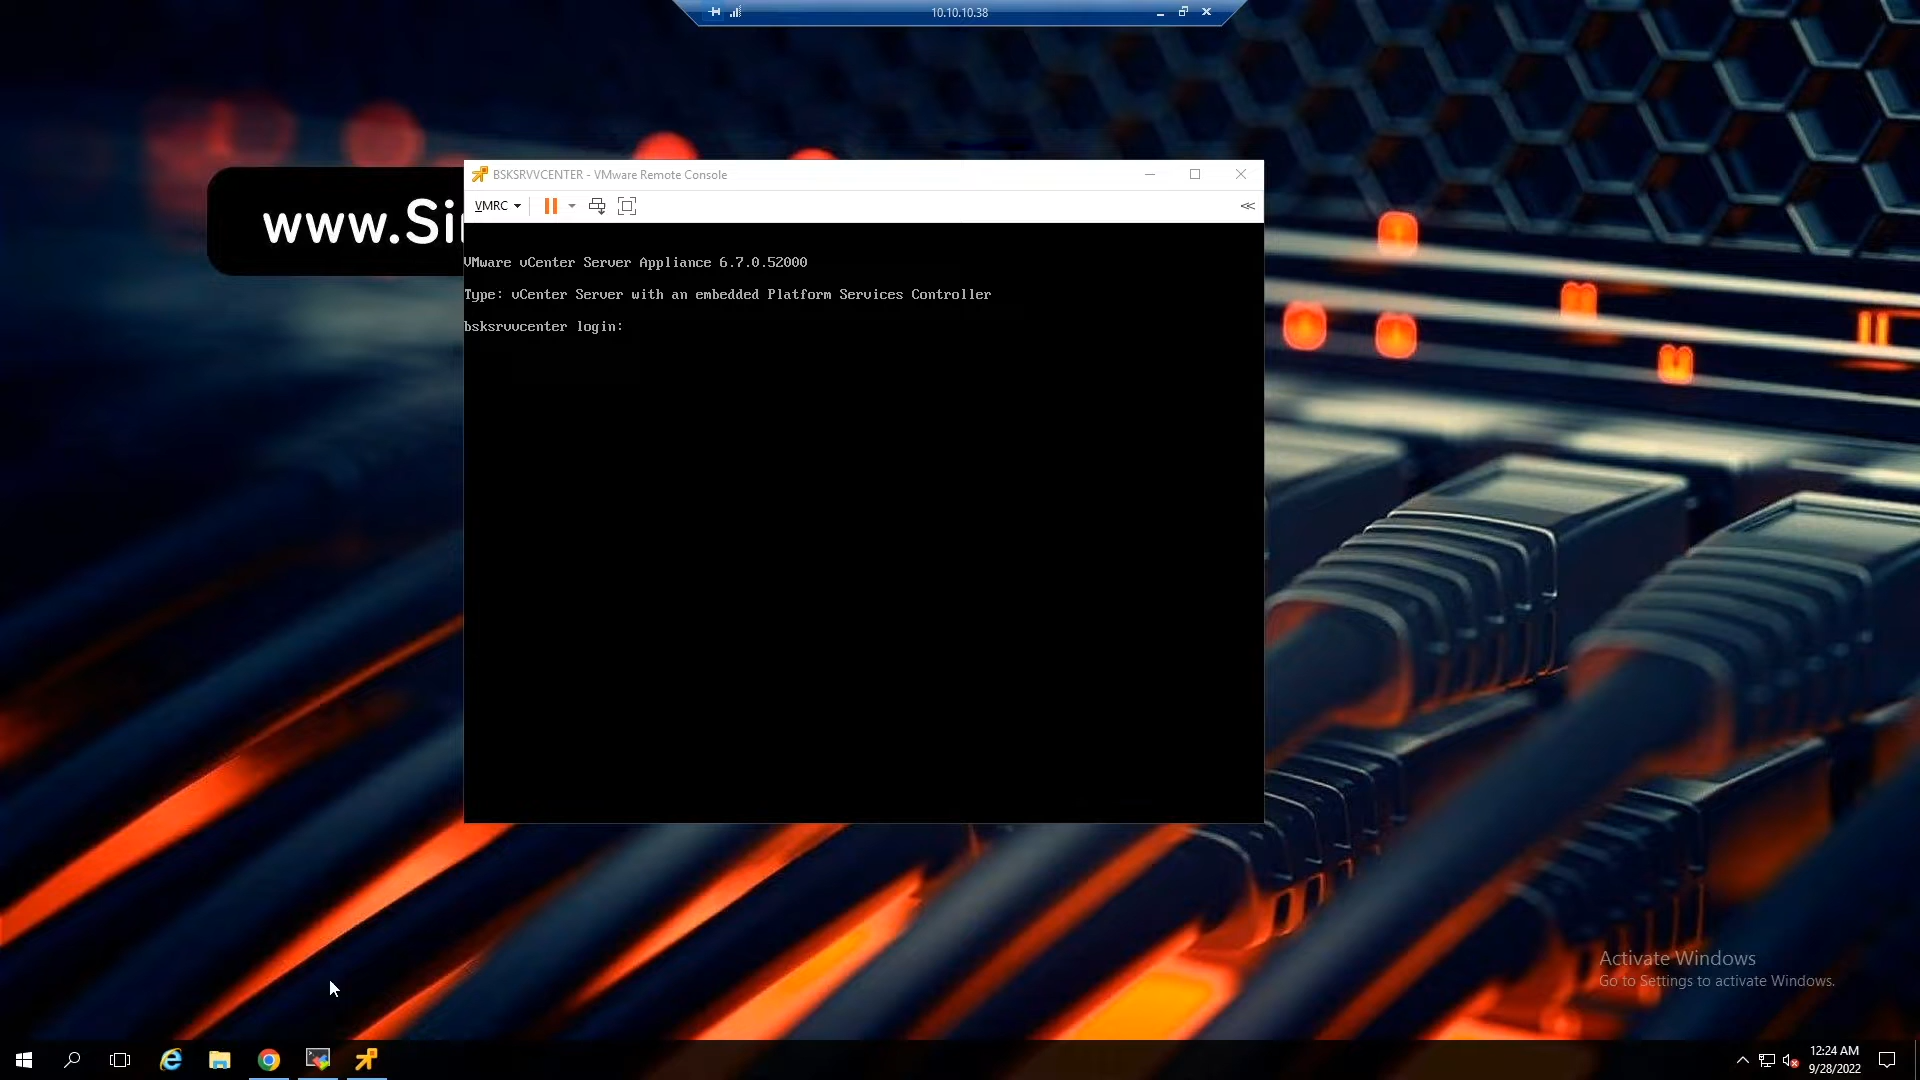 10.10.10.38
BSKSRVVCENTER - VMware Remote Console
VMRC
www.Si
VMware vCenter Server Appliance 6.7.0.52000
Type: vCenter Server with an embedded Platform Services Controller
bsksrvvcenter login:
Activate Windows
Go to Settings to activate Windows.
12:24 AM
9/28/2022